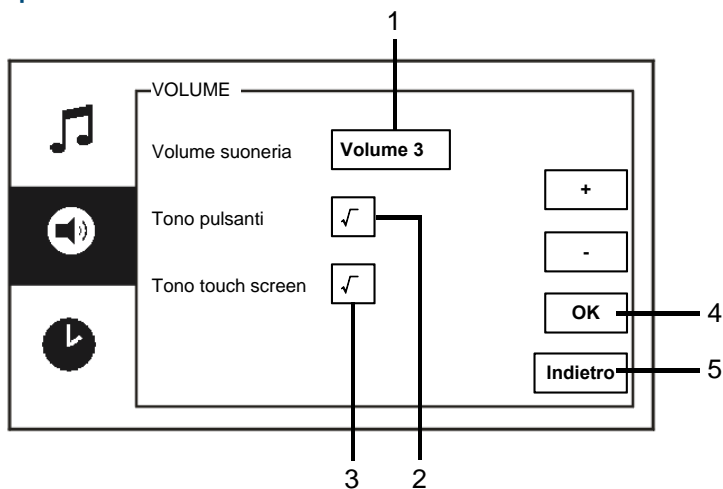 1
VOLUME
Volume suoneria Volume 3
+
Tono pulsanti √
-
Tono touch screen √
OK 4
Indietro 5
3 2